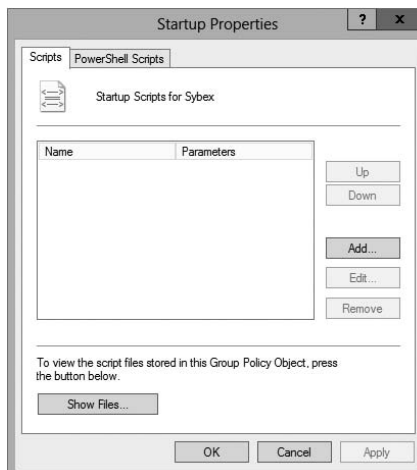 Startup Properties
?
x
Scripts
PowerShell Scripts
Startup Scripts for Sybex
Name
Parameters
Up
Down
Add...
Edit...
Remove
To view the script files stored in this Group Policy Object, press
the button below.
Show Files...
OK
Cancel
Apply